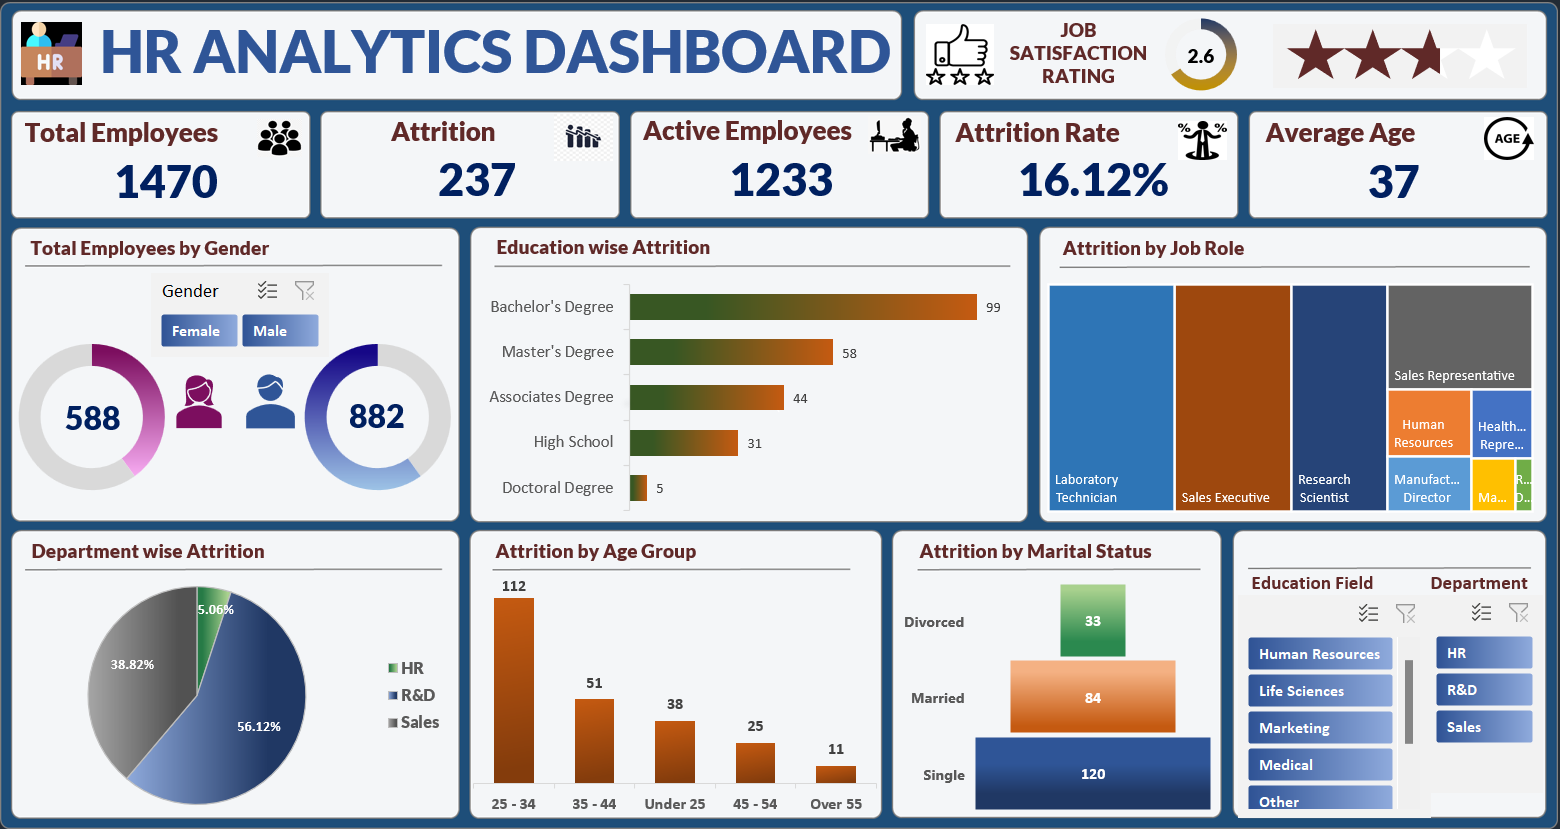 HR
HR ANALYTICS DASHBOARD
JOB
SATISFACTION
RATING
2.6
Total Employees
1470
Attrition
237
Active Employees
1233
Attrition Rate
% %
16.12%
Average Age
AGE
37
Total Employees by Gender
Gender
Female
Male
588
882
Education wise Attrition
Bachelor's Degree
99
Master's Degree
58
Associates Degree
44
High School
31
Doctoral Degree
5
Attrition by Job Role
Laboratory
Technician
Sales Executive
Research
Scientist
Sales Representative
Human
Resources
Health...
Repre...
Manufact...
Director
Ma...
R...
D...
Department wise Attrition
5.06%
38.82%
56.12%
HR
R&D
Sales
Attrition by Age Group
112
51
38
25
11
25 - 34
35 - 44
Under 25
45 - 54
Over 55
Attrition by Marital Status
Divorced
33
Married
84
Single
120
Education Field
Human Resources
Life Sciences
Marketing
Medical
Other
Department
HR
R&D
Sales